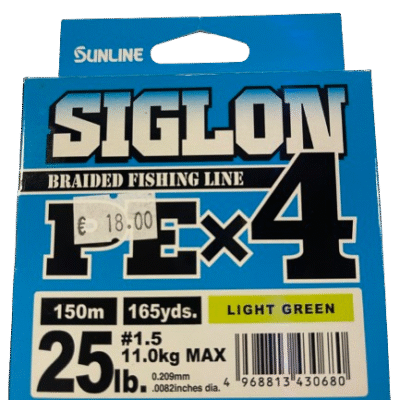 SUNLINE
SIGLON
BRAIDED FISHING LINE
€ 18.00
PE×4
150m 165yds. LIGHT GREEN
25lb. #1.5
11.0kg MAX
0.209mm
.0082inches dia.
4 968813 430680